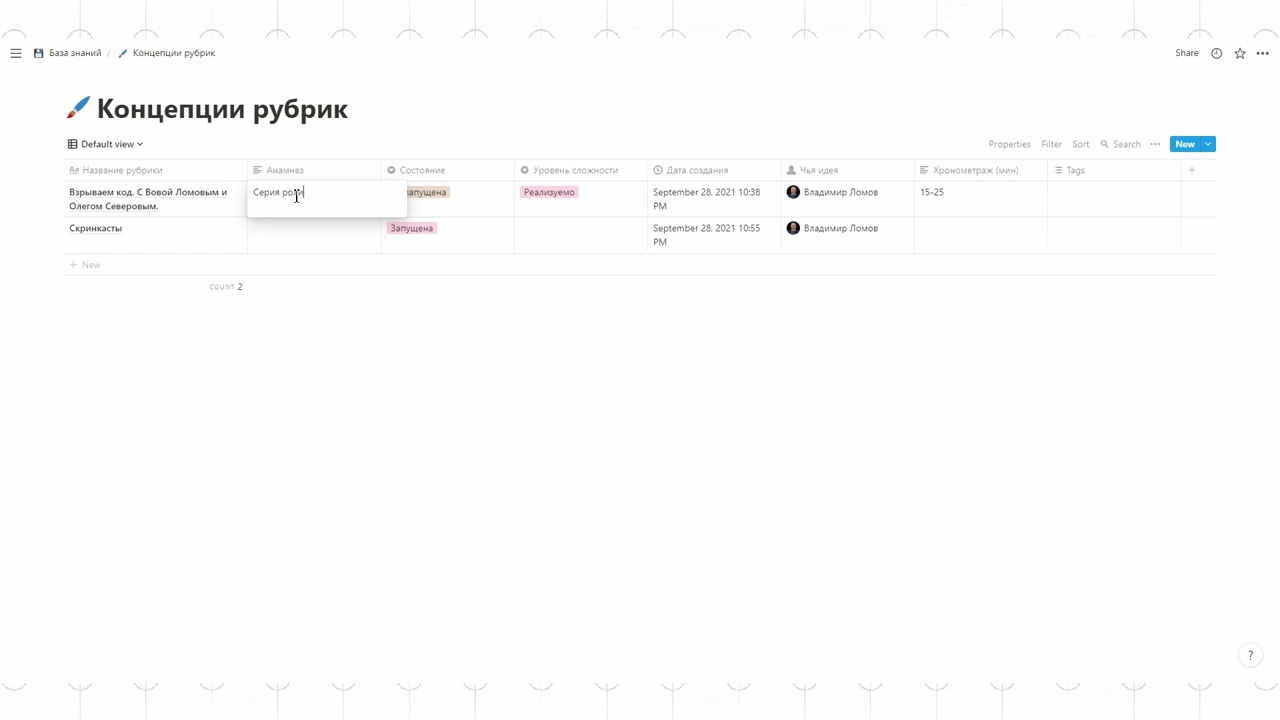 База знаний / Концепции рубрик
Share
Концепции рубрик
Default view
Properties Filter Sort Search New
Название рубрики Анамнез Состояние Уровень сложности Дата создания Чья идея Хронометраж (мин) Tags
Взрываем код. С Вовой Ломовым и
Олегом Северовым.
Серия
запущена
Реализуемо
September 28, 2021 10:38
PM
Владимир Ломов
15-25
Скринкасты
Запущена
September 28, 2021 10:55
PM
Владимир Ломов
+ New
COUNT 2
?